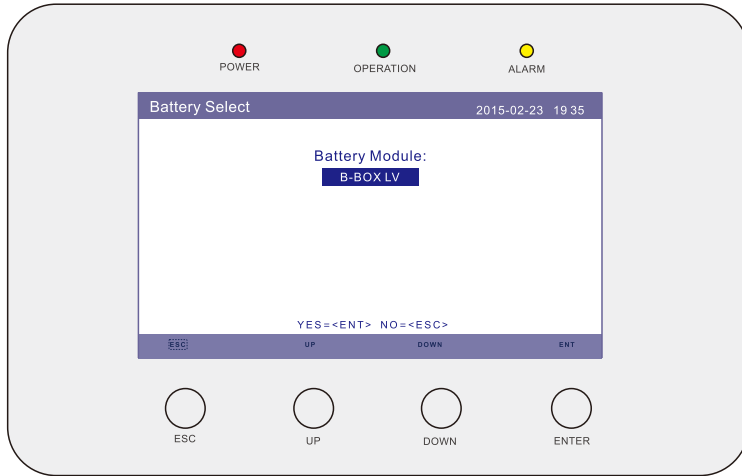 POWER OPERATION ALARM
Battery Select 2015-02-23 19 35
Battery Module:
B-BOX LV
YES=<ENT> NO=<ESC>
ESC UP DOWN ENT
ESC UP DOWN ENTER